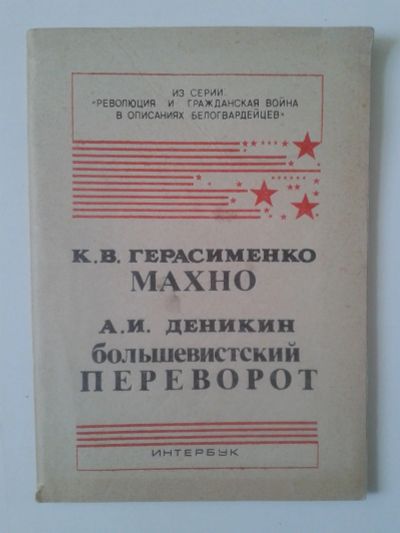 ИЗ СЕРИИ:
"РЕВОЛЮЦИЯ И ГРАЖДАНСКАЯ ВОЙНА
В ОПИСАНИЯХ БЕЛОГВАРДЕЙЦЕВ"
К.В. ГЕРАСИМЕНКО
МАХНО
А.И. ДЕНИКИН
большевистский
ПЕРЕВОРОТ
ИНТЕРБУК